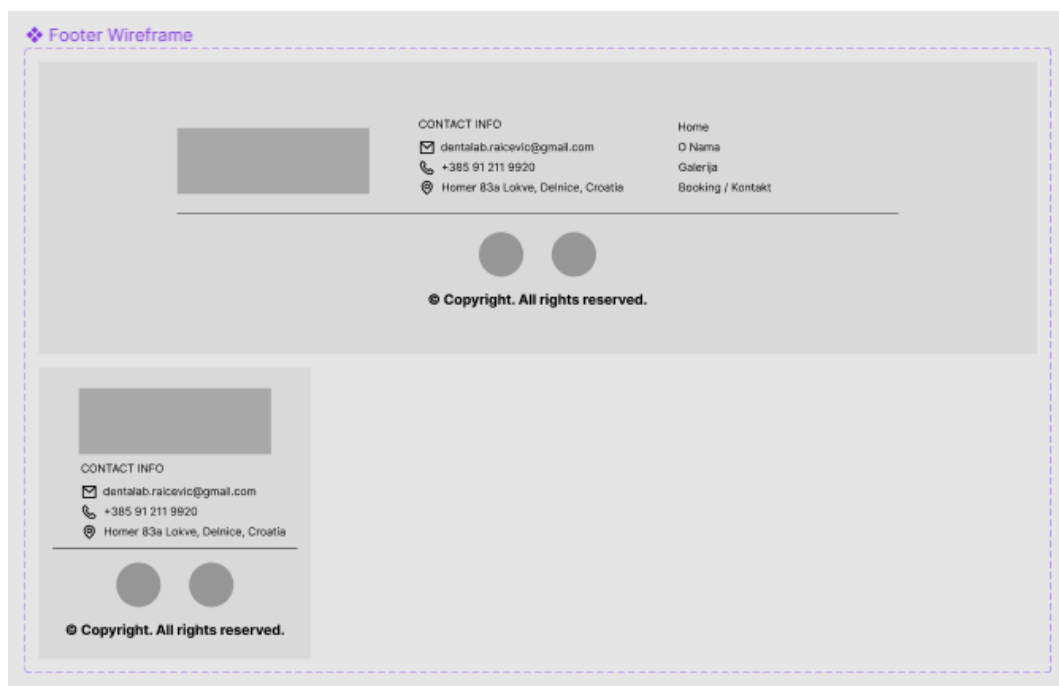 Footer Wireframe
CONTACT INFO
dentalab.raicevic@gmail.com
+385 91 211 9920
Homer 83a Lokve, Delnice, Croatia
Home
O Nama
Galerija
Booking / Kontakt
© Copyright. All rights reserved.
CONTACT INFO
dentalab.raicevic@gmail.com
+385 91 211 9920
Homer 83a Lokve, Delnice, Croatia
© Copyright. All rights reserved.